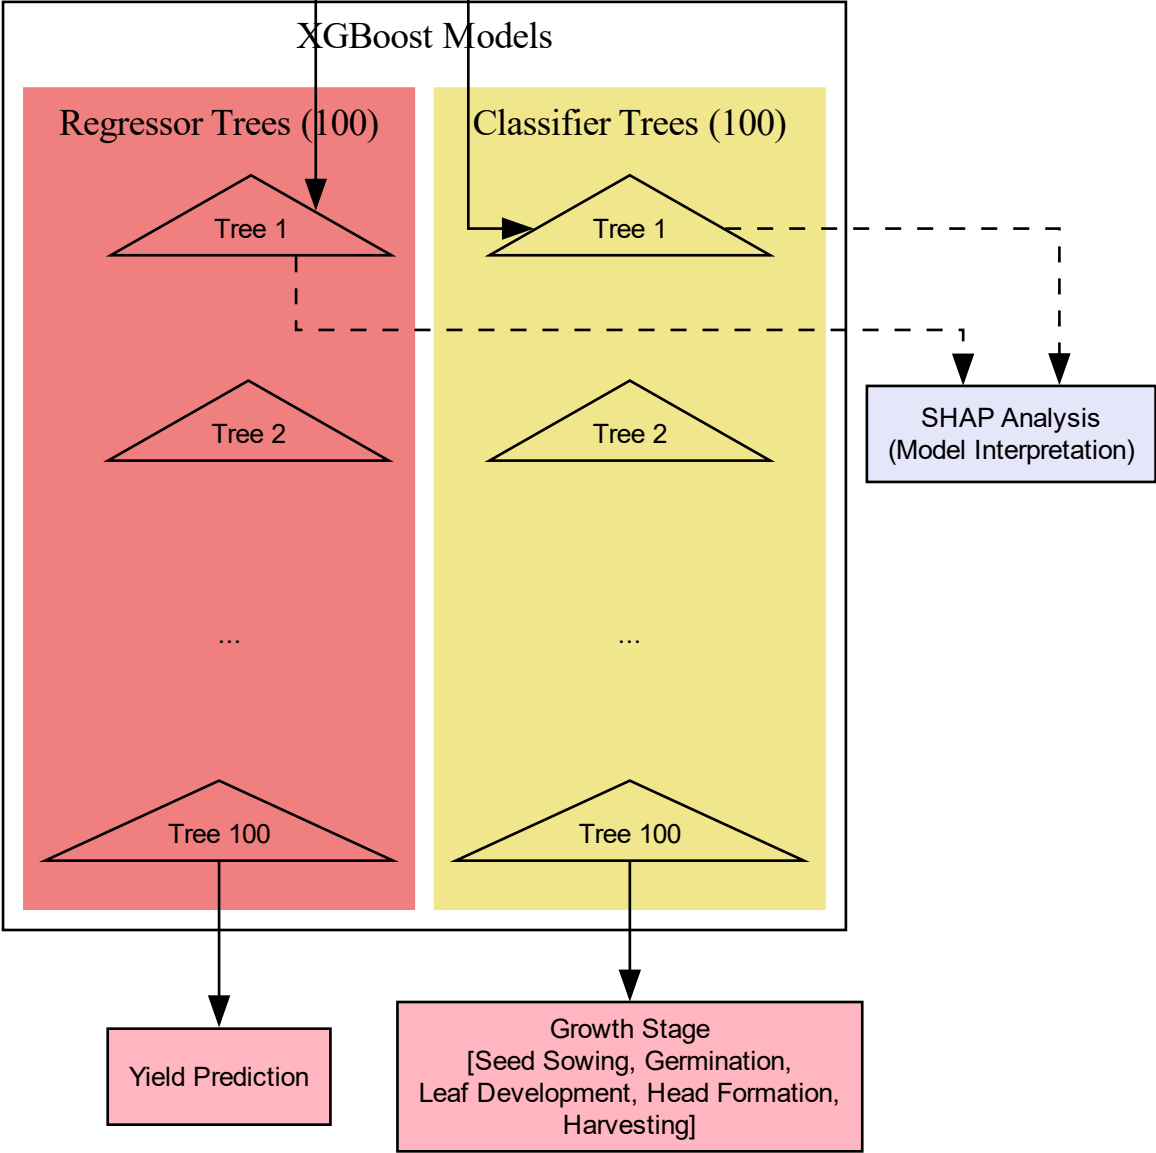 XGBoost Models
Regressor Trees (100)
Classifier Trees (100)
Tree 1
Tree 1
Tree 2
Tree 2
SHAP Analysis
(Model Interpretation)
...
...
Tree 100
Tree 100
Yield Prediction
Growth Stage
[Seed Sowing, Germination,
Leaf Development, Head Formation,
Harvesting]